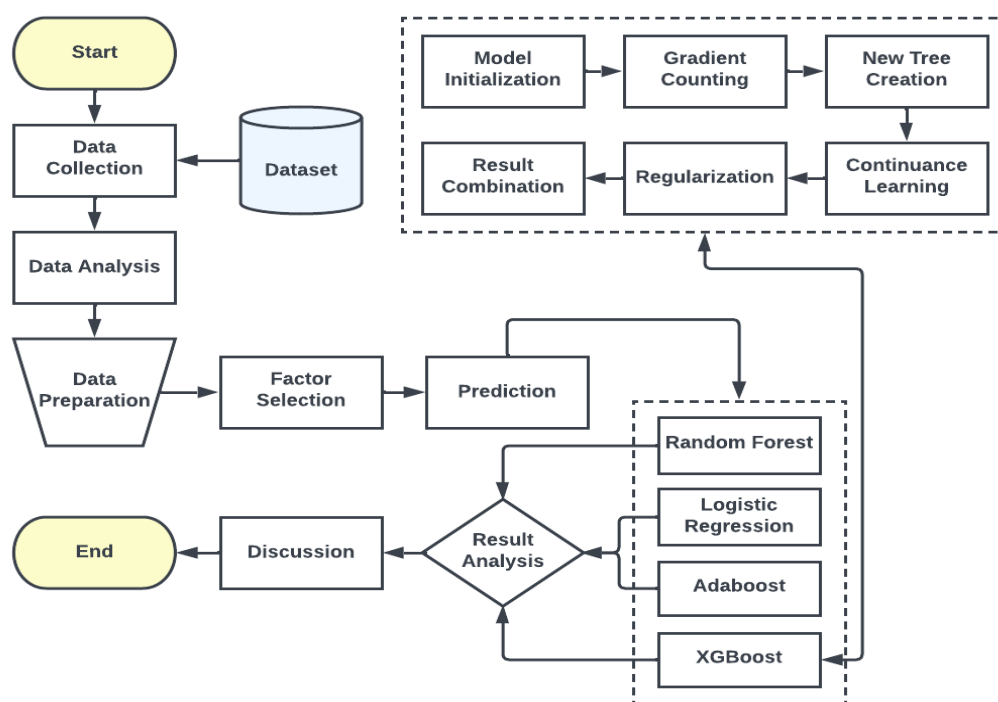 Start
Data
Collection
Dataset
Data Analysis
Data
Preparation
Factor
Selection
Prediction
Model
Initialization
Gradient
Counting
New Tree
Creation
Result
Combination
Regularization
Continuance
Learning
Random Forest
Logistic
Regression
Adaboost
XGBoost
Result
Analysis
Discussion
End